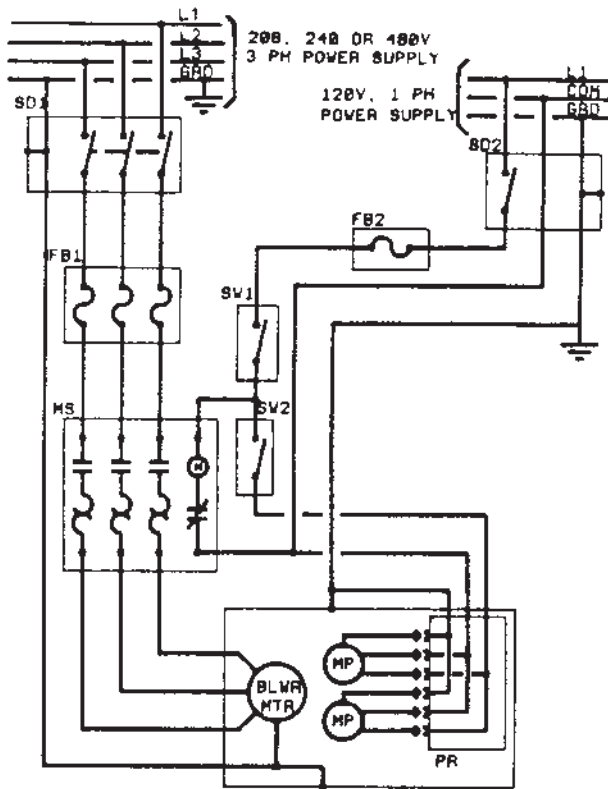 L1
L2
L3
GRD
208, 240 OR 480V
3 PH POWER SUPPLY
L1
COM
GRD
120V, 1 PH
POWER SUPPLY
SD1
SD2
FB2
FB1
SW1
MS
SW2
M
MP
BLWR
MTR
MP
PR